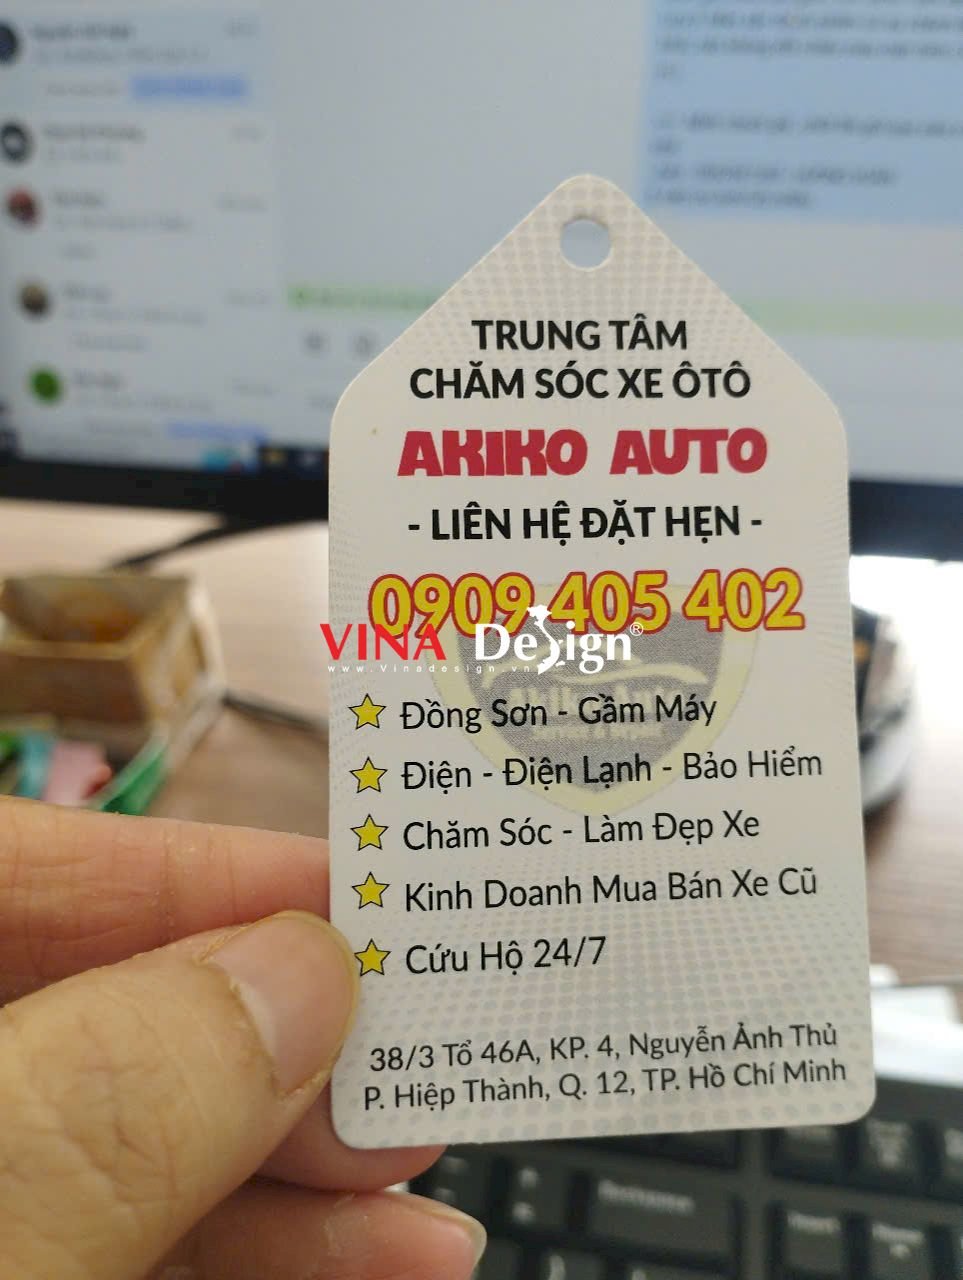 TRUNG TÂM
CHĂM SÓC XE ÔTÔ
AKIKO AUTO
- LIÊN HỆ ĐẶT HẸN -
0909 405 402
VINA Design®
www.Vinadesign.vn
Đồng Sơn - Gầm Máy
Điện - Điện Lạnh - Bảo Hiểm
Chăm Sóc - Làm Đẹp Xe
Kinh Doanh Mua Bán Xe Cũ
Cứu Hộ 24/7
38/3 Tổ 46A, KP. 4, Nguyễn Ảnh Thủ
P. Hiệp Thành, Q. 12, TP. Hồ Chí Minh